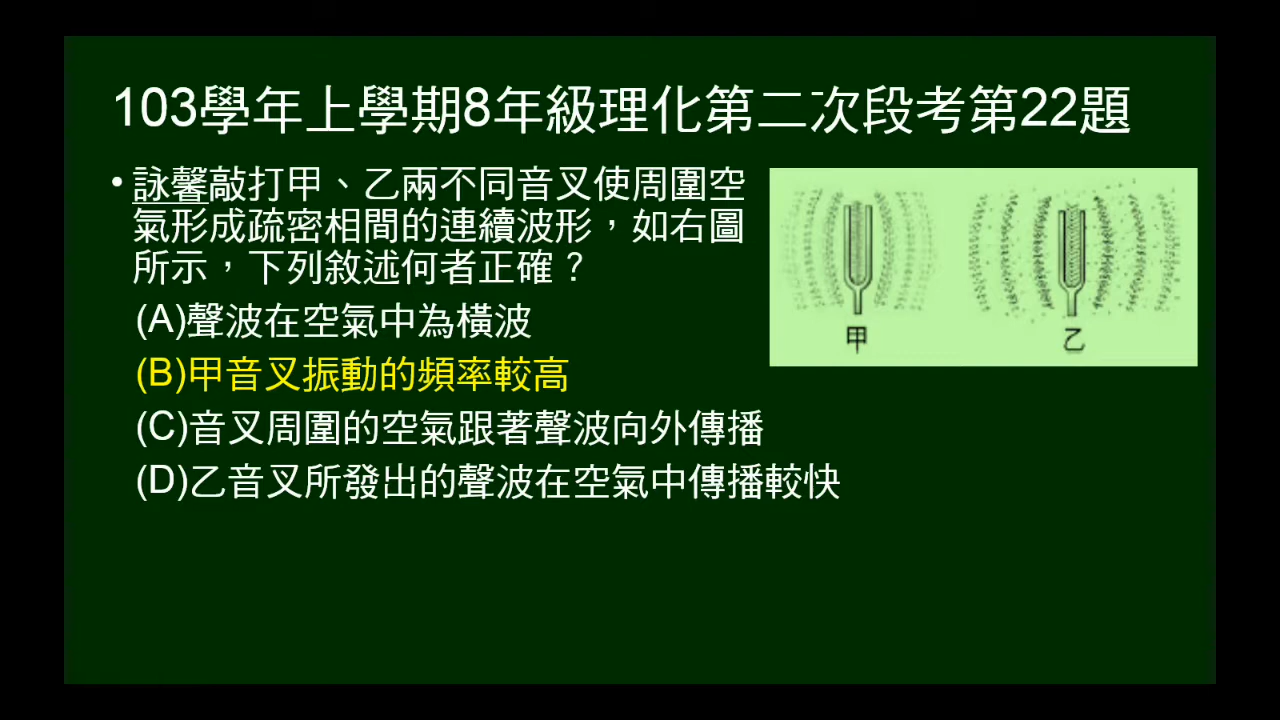 103學年上學期8年級理化第二次段考第22題
•詠馨敲打甲、乙兩不同音叉使周圍空
氣形成疏密相間的連續波形，如右圖
所示，下列敘述何者正確？
(A)聲波在空氣中為橫波
(B)甲音叉振動的頻率較高
(C)音叉周圍的空氣跟著聲波向外傳播
(D)乙音叉所發出的聲波在空氣中傳播較快
甲
乙